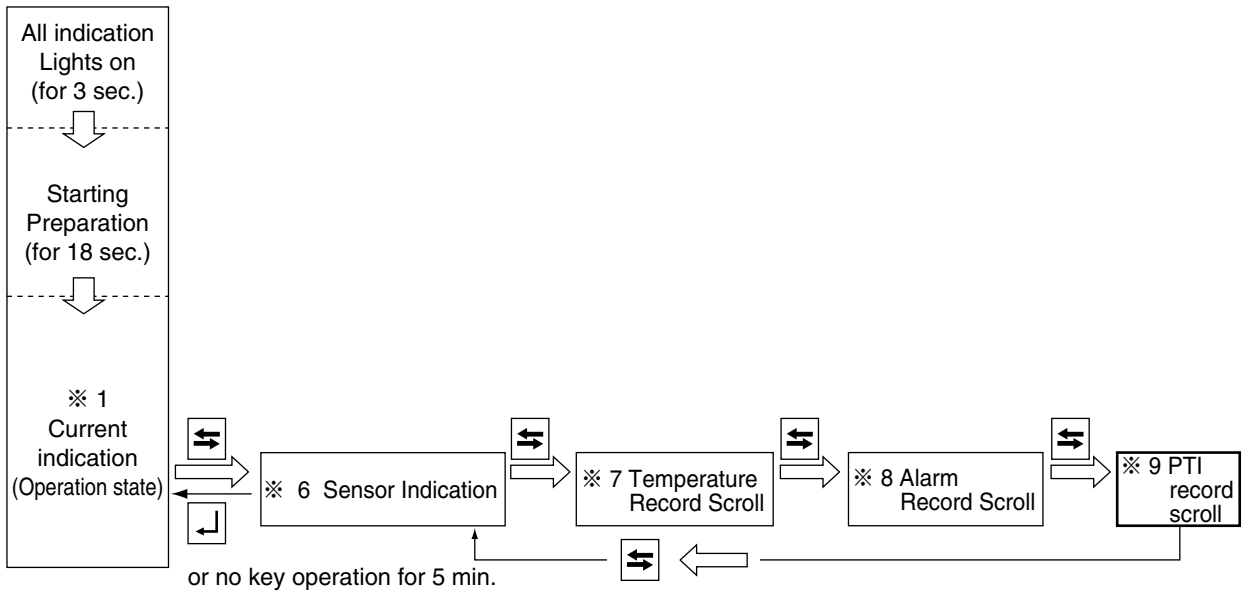 All indication
Lights on
(for 3 sec.)
Starting
Preparation
(for 18 sec.)
※ 1
Current
indication
(Operation state)
※ 6 Sensor Indication
※ 7 Temperature
Record Scroll
※ 8 Alarm
Record Scroll
※ 9 PTI
record
scroll
or no key operation for 5 min.